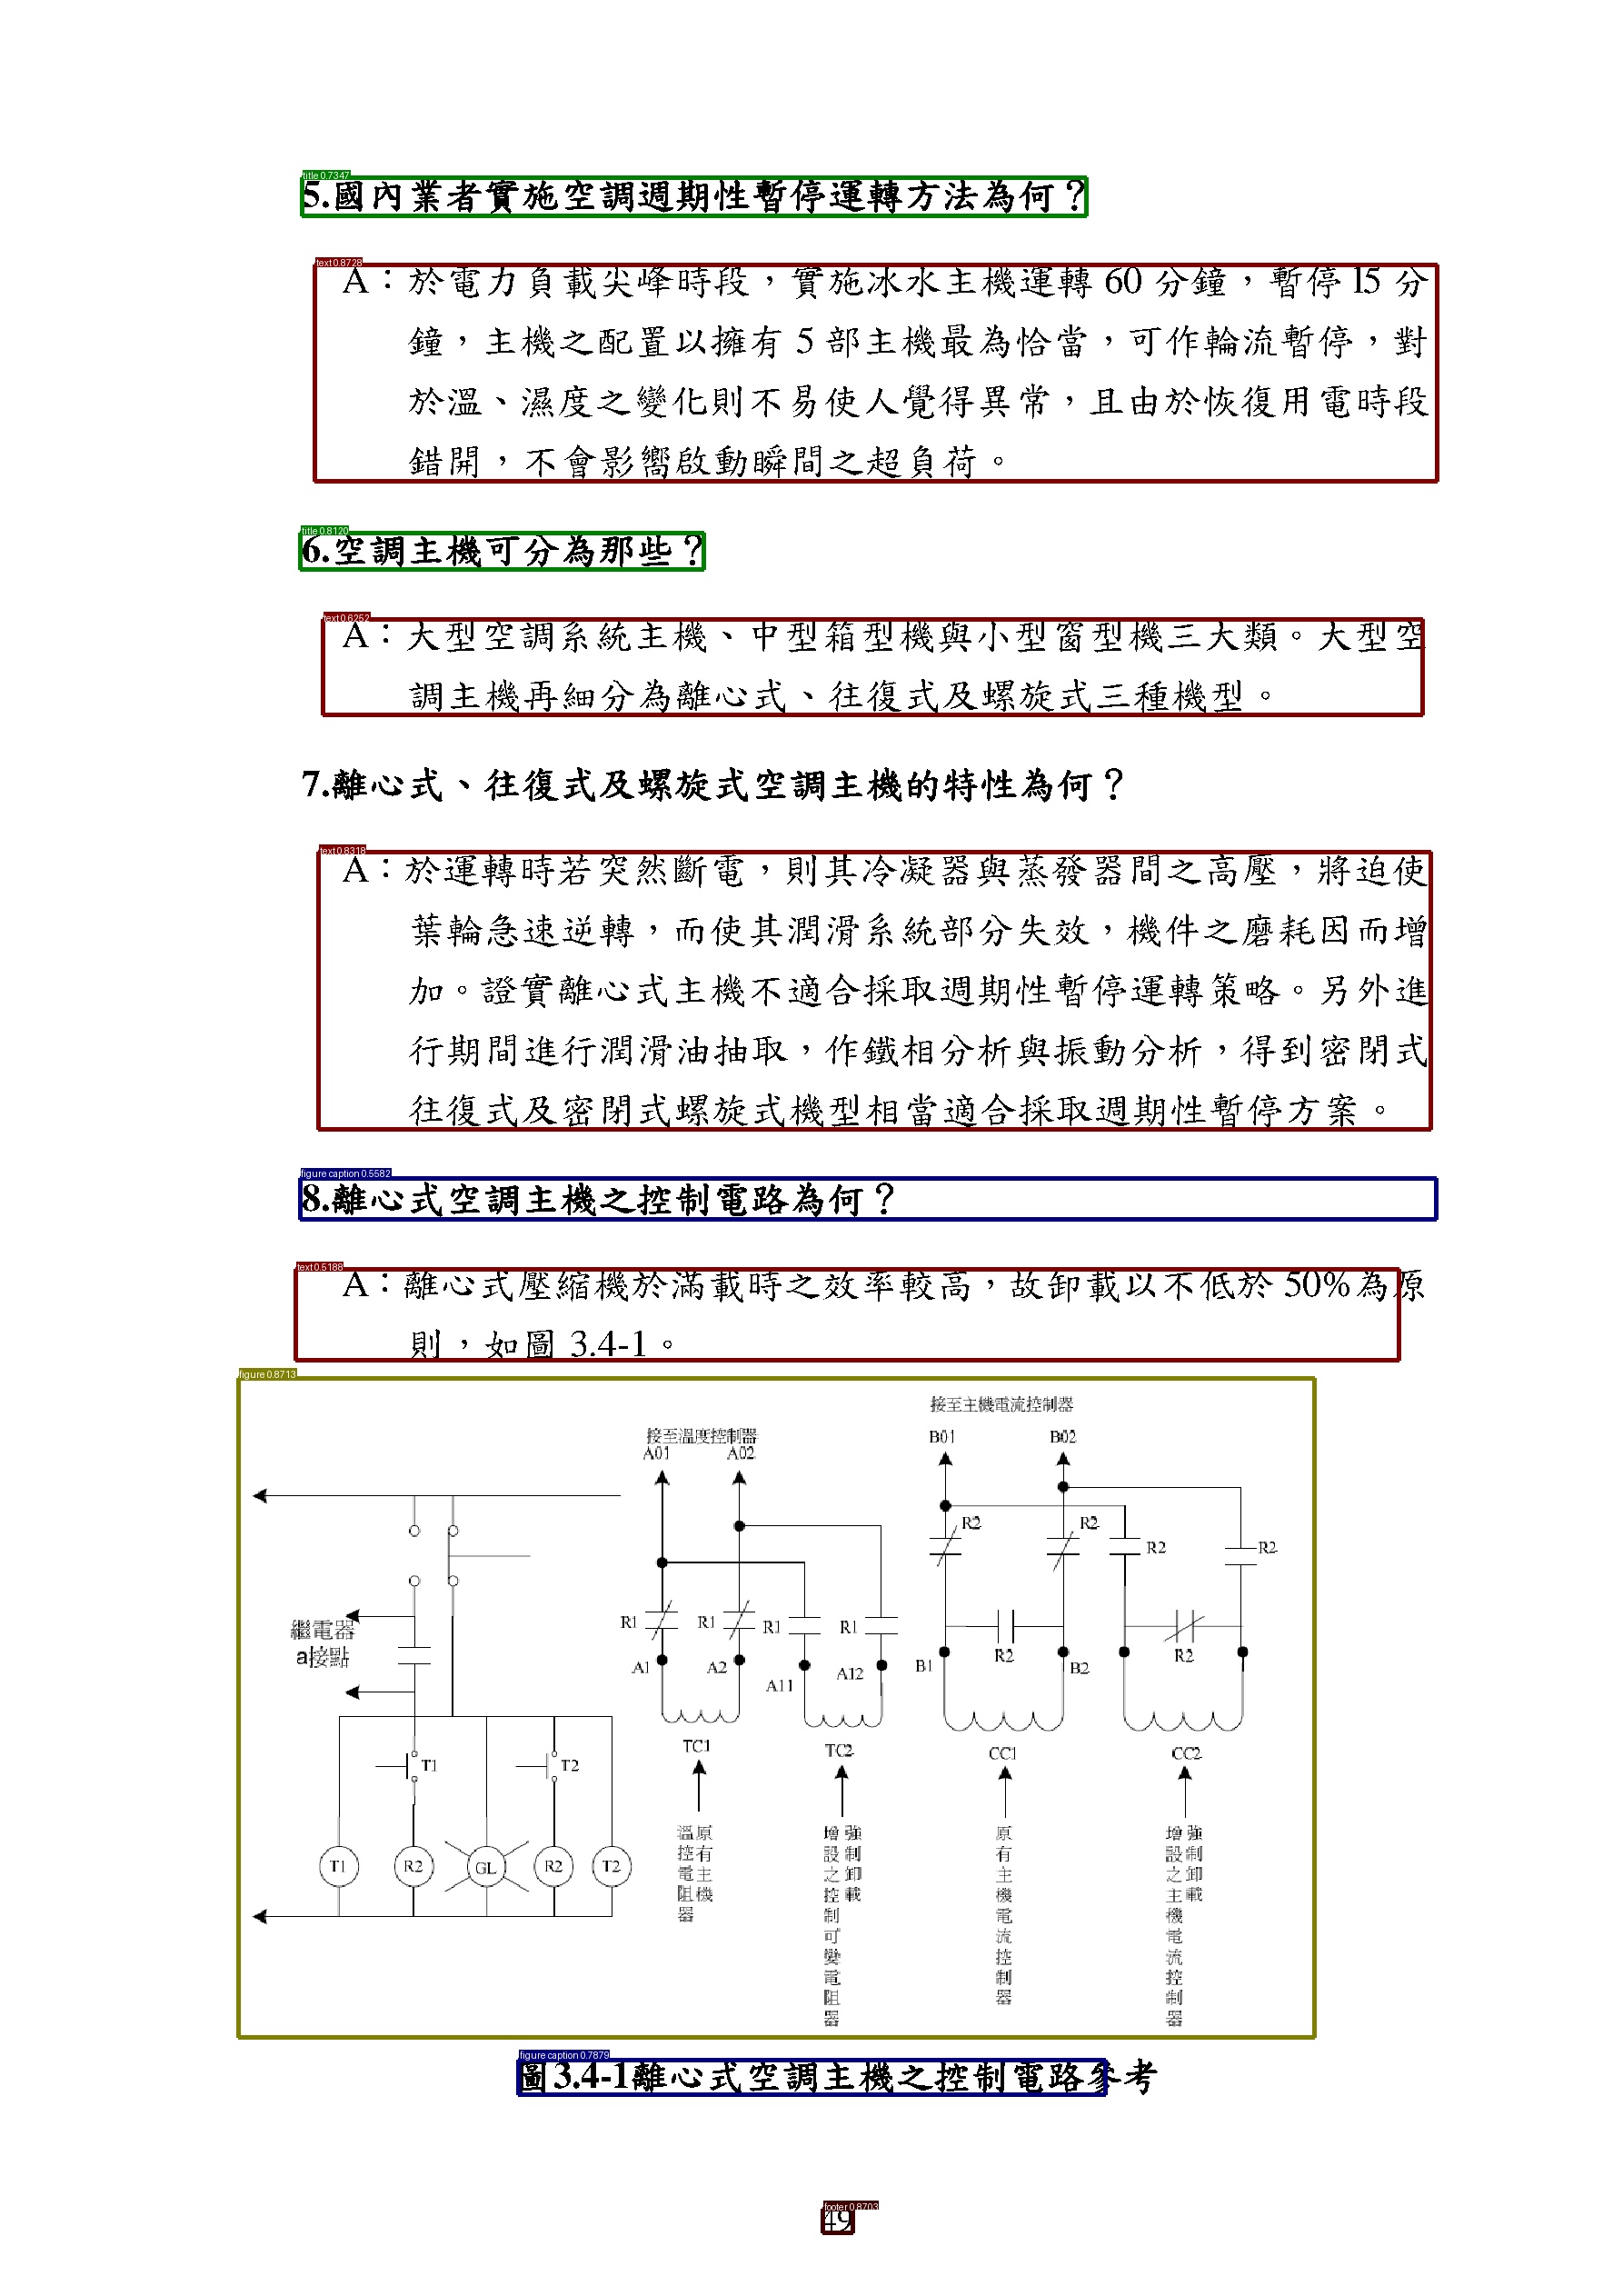 title 0.7347
5.國內業者實施空調週期性暫停運轉方法為何？
text 0.8728
A：於電力負載尖峰時段，實施冰水主機運轉 60 分鐘，暫停 15 分
鐘，主機之配置以擁有 5 部主機最為恰當，可作輪流暫停，對
於溫、濕度之變化則不易使人覺得異常，且由於恢復用電時段
錯開，不會影嚮啟動瞬間之超負荷。
title 0.8120
6.空調主機可分為那些？
text 0.6252
A：大型空調系統主機、中型箱型機與小型窗型機三大類。大型空
調主機再細分為離心式、往復式及螺旋式三種機型。
7.離心式、往復式及螺旋式空調主機的特性為何？
text 0.8318
A：於運轉時若突然斷電，則其冷凝器與蒸發器間之高壓，將迫使
葉輪急速逆轉，而使其潤滑系統部分失效，機件之磨耗因而增
加。證實離心式主機不適合採取週期性暫停運轉策略。另外進
行期間進行潤滑油抽取，作鐵相分析與振動分析，得到密閉式
往復式及密閉式螺旋式機型相當適合採取週期性暫停方案。
figure caption 0.5582
8.離心式空調主機之控制電路為何？
text 0.5188
A：離心式壓縮機於滿載時之效率較高，故卸載以不低於 50%為原
則，如圖 3.4-1。
figure 0.8713
接至主機電流控制器
接至溫度控制器
B01 B02
A01 A02
R2 R2 R2 R2
繼電器
a接點
R1 R1 R1 R1
R2 R2
A1 A2 A11 A12 B1 B2
TC1 TC2 CC1 CC2
T1 T2
T1 R2 GL R2 T2
原有主機
溫控電阻器
強制卸載
增設之控制可變電阻器
原有主機電流控制器
強制卸載
增設之主機電流控制器
figure caption 0.7879
圖3.4-1離心式空調主機之控制電路參考
footer 0.8703
49